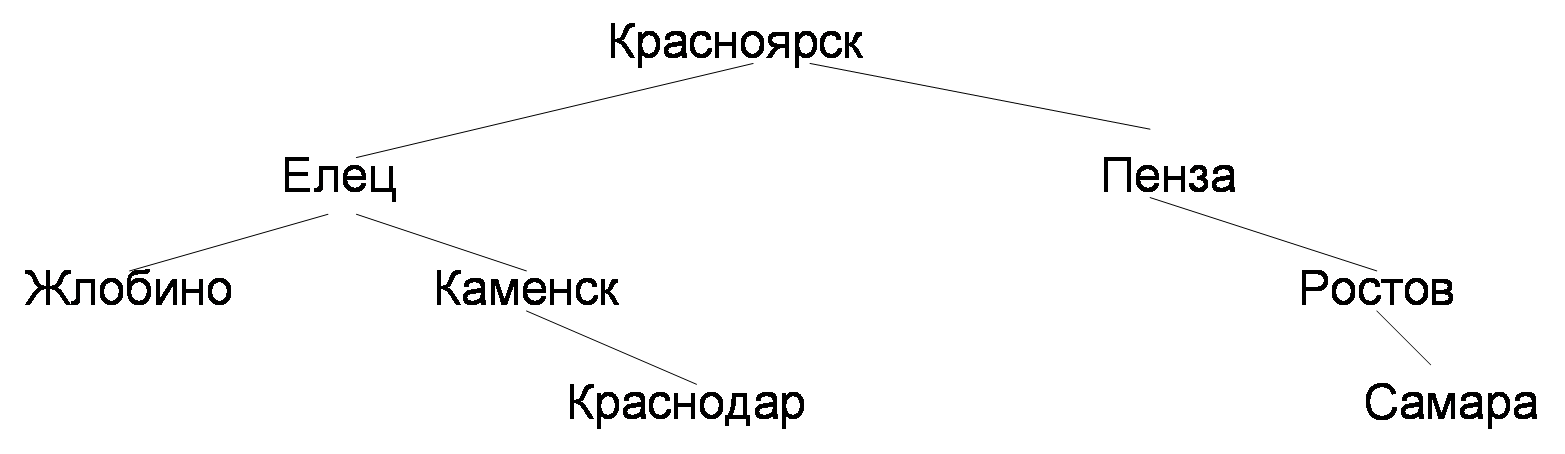 Красноярск
Елец
Пенза
Жлобино
Каменск
Ростов
Краснодар
Самара